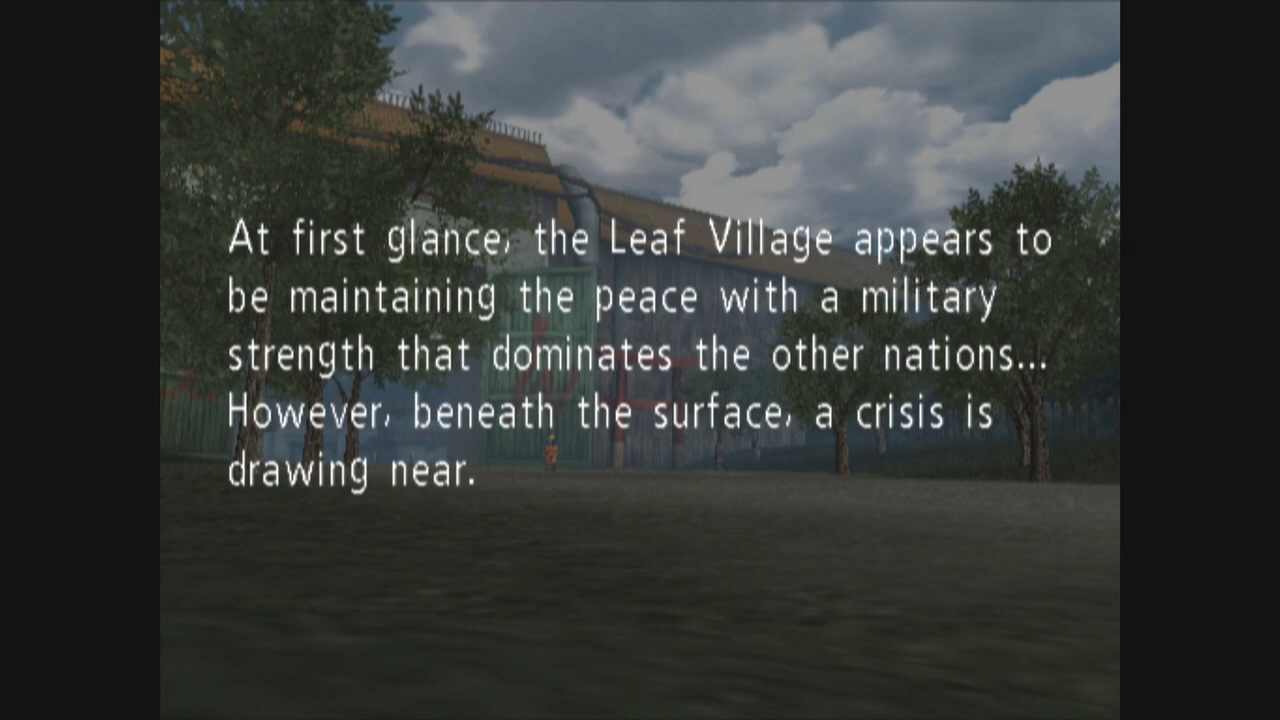 At first glance, the Leaf Village appears to
be maintaining the peace with a military
strength that dominates the other nations...
However, beneath the surface, a crisis is
drawing near.